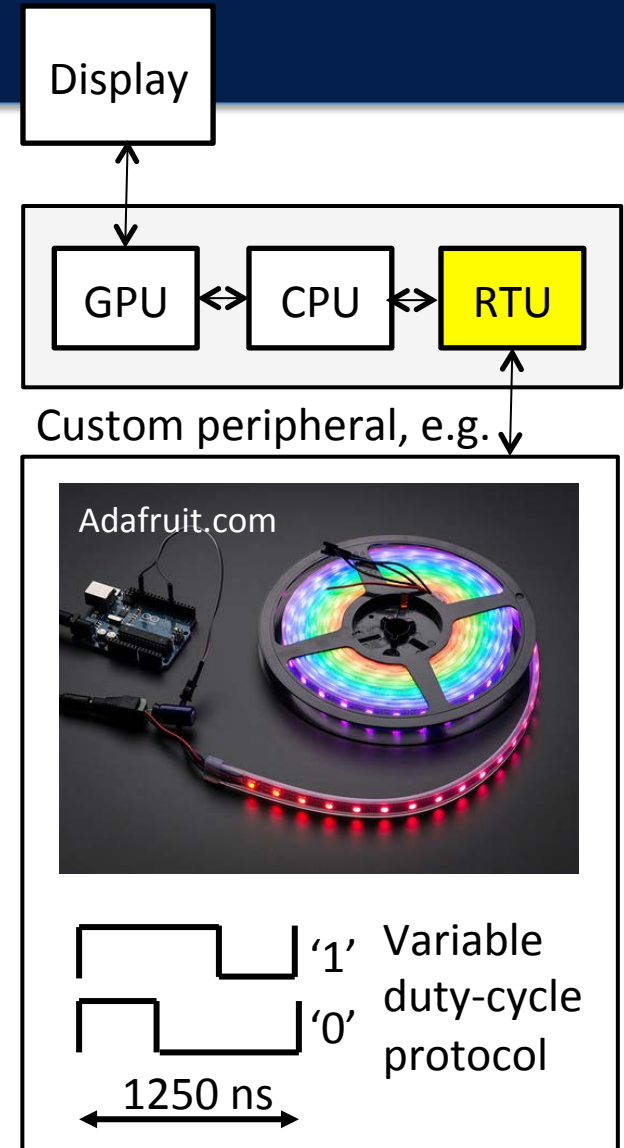 Display
GPU
CPU
RTU
Custom peripheral, e.g.
Adafruit.com
‘1’
‘0’
Variable
duty-cycle
protocol
1250 ns